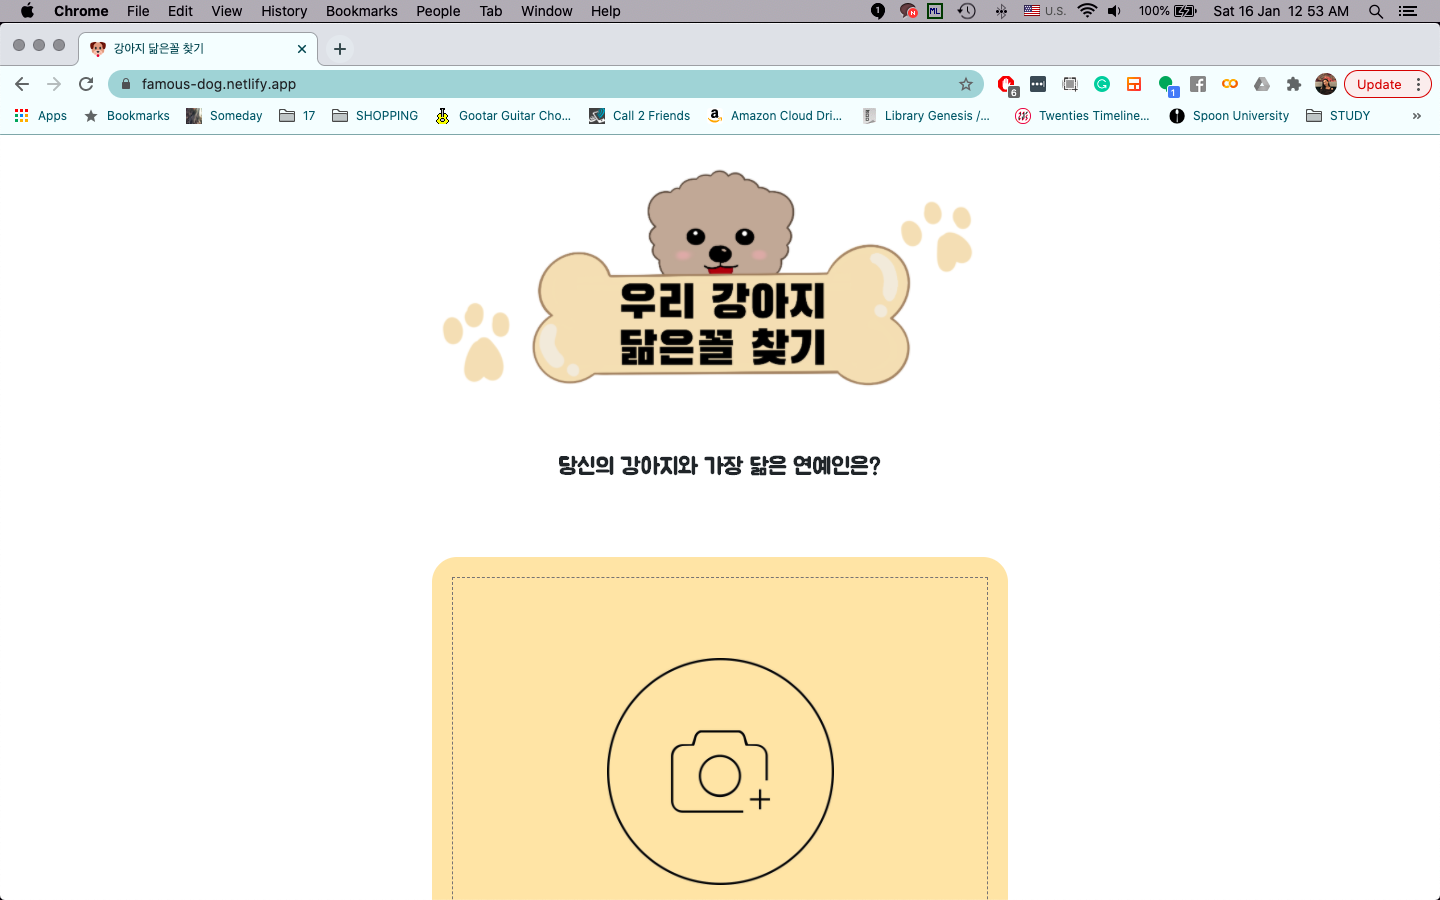 Chrome File Edit View History Bookmarks People Tab Window Help 1 N ML U.S. 100% Sat 16 Jan 12 53 AM
강아지 닮은꼴 찾기
famous-dog.netlify.app 6 1 Update
Apps Bookmarks Someday 17 SHOPPING Gootar Guitar Cho... Call 2 Friends Amazon Cloud Dri... Library Genesis /... Twenties Timeline... Spoon University STUDY »
우리 강아지
닮은꼴 찾기
당신의 강아지와 가장 닮은 연예인은?